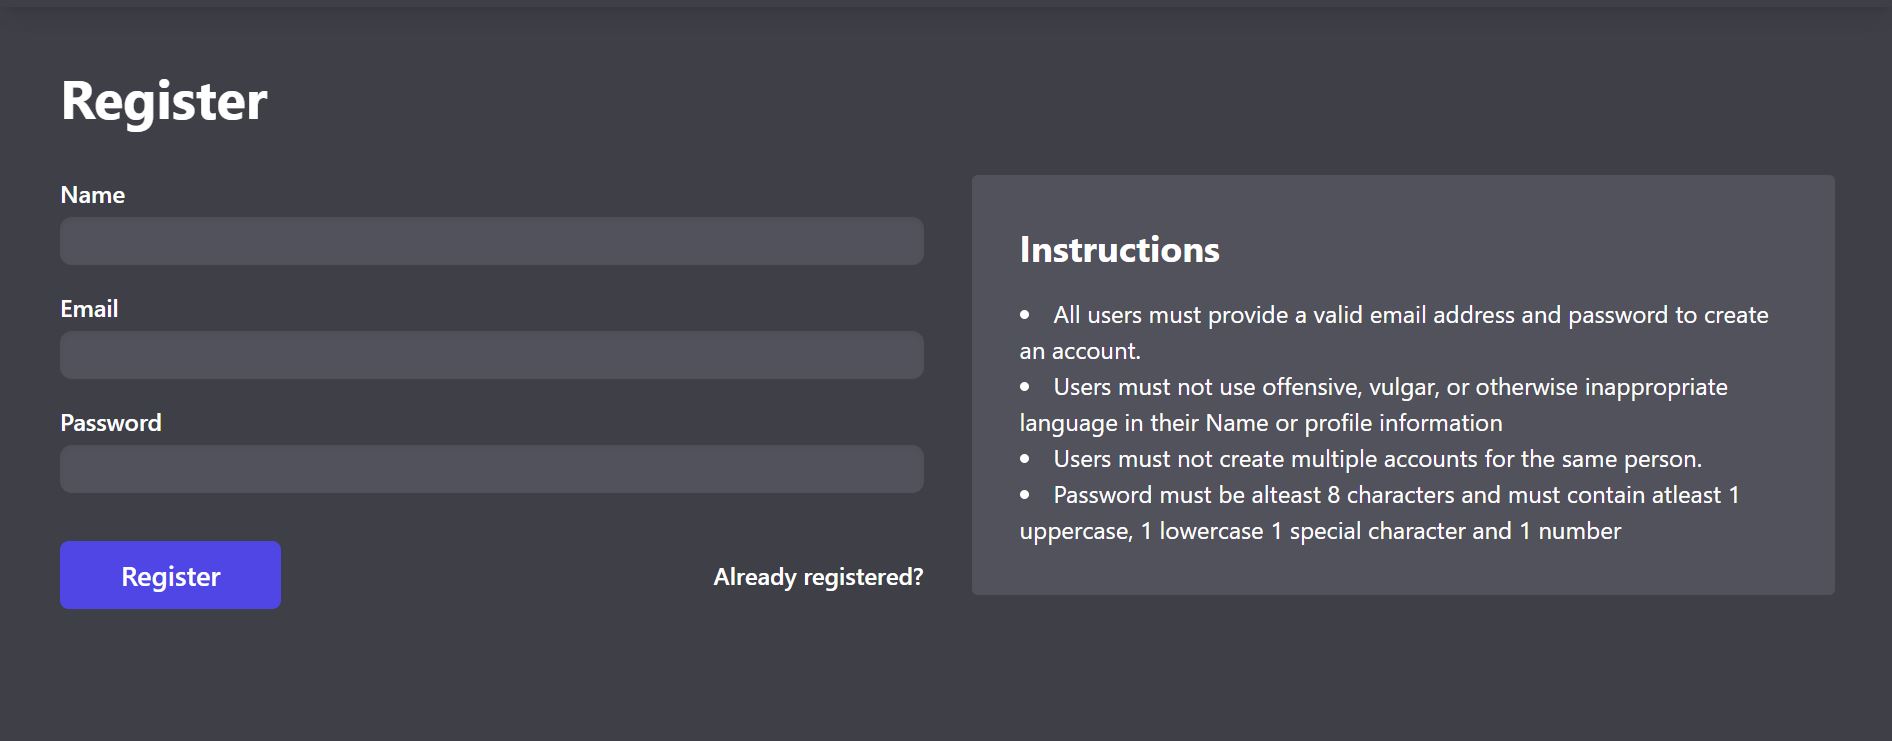 Register
Name
Email
Password
Register
Already registered?
Instructions
• All users must provide a valid email address and password to create
an account.
• Users must not use offensive, vulgar, or otherwise inappropriate
language in their Name or profile information
• Users must not create multiple accounts for the same person.
• Password must be alteast 8 characters and must contain atleast 1
uppercase, 1 lowercase 1 special character and 1 number